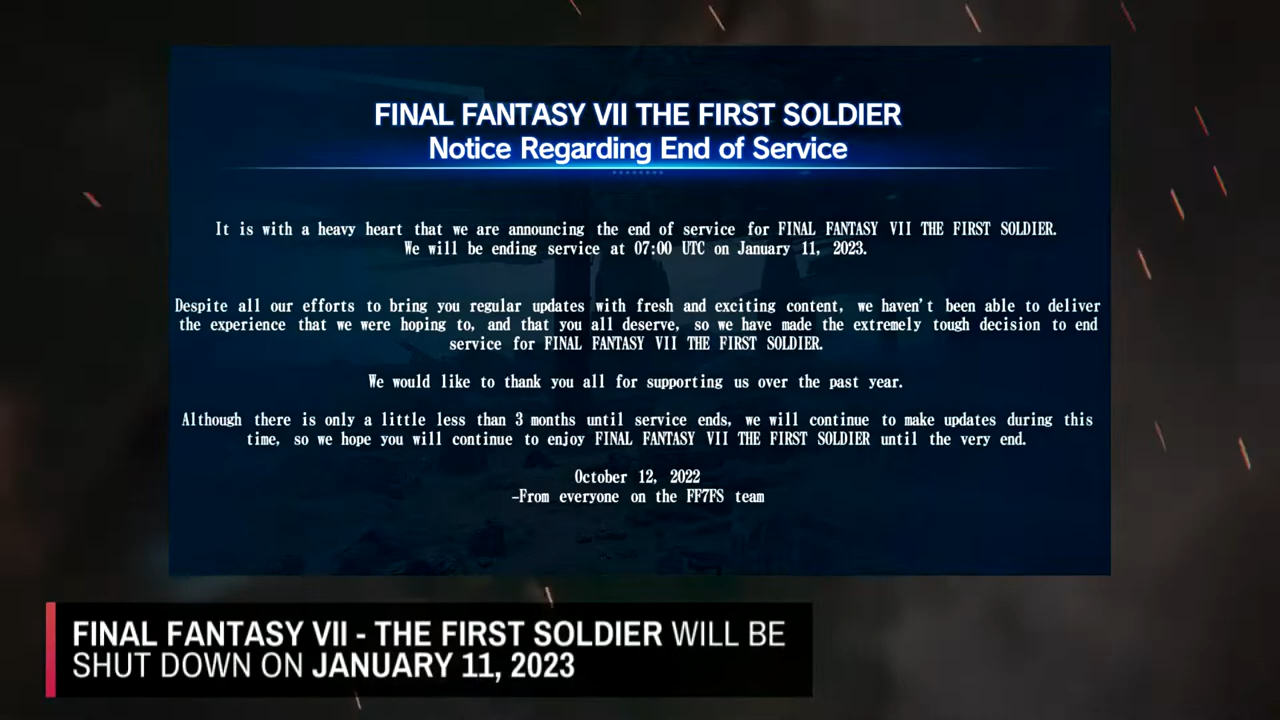 FINAL FANTASY VII THE FIRST SOLDIER
Notice Regarding End of Service
It is with a heavy heart that we are announcing the end of service for FINAL FANTASY VII THE FIRST SOLDIER.
We will be ending service at 07:00 UTC on January 11, 2023.
Despite all our efforts to bring you regular updates with fresh and exciting content, we haven't been able to deliver
the experience that we were hoping to, and that you all deserve, so we have made the extremely tough decision to end
service for FINAL FANTASY VII THE FIRST SOLDIER.
We would like to thank you all for supporting us over the past year.
Although there is only a little less than 3 months until service ends, we will continue to make updates during this
time, so we hope you will continue to enjoy FINAL FANTASY VII THE FIRST SOLDIER until the very end.
October 12, 2022
-From everyone on the FF7FS team
FINAL FANTASY VII - THE FIRST SOLDIER WILL BE
SHUT DOWN ON JANUARY 11, 2023